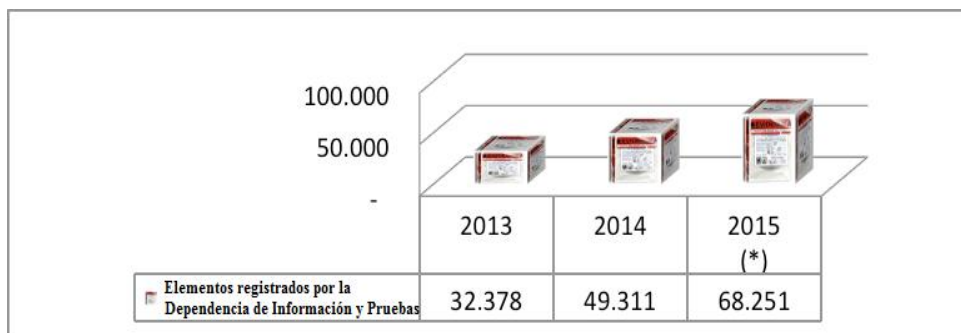 100.000
50.000
-
2013 2014 2015
(*)
Elementos registrados por la
Dependencia de Información y Pruebas 32.378 49.311 68.251